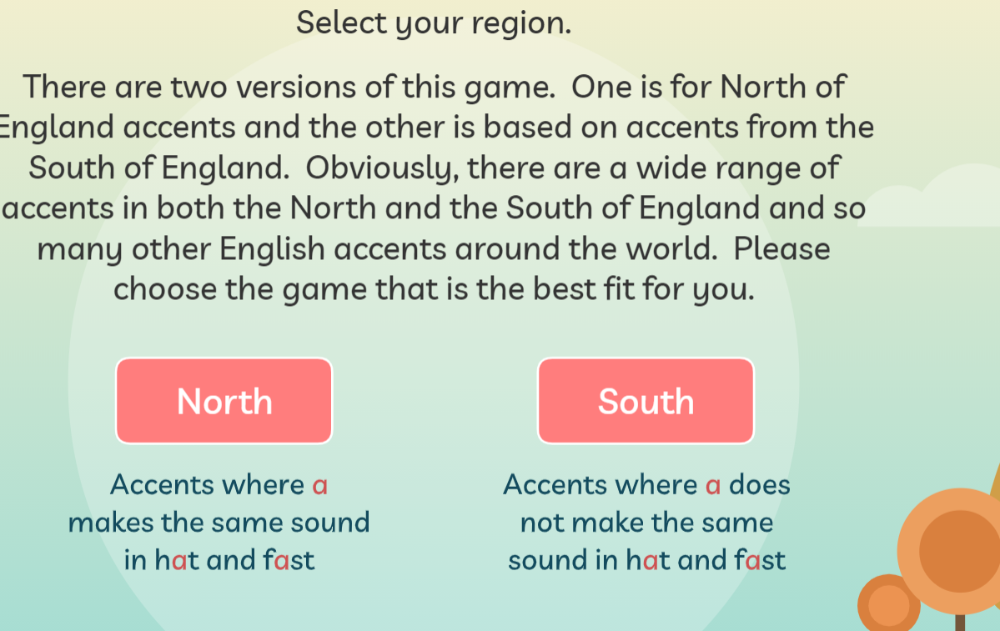 Select your region.
There are two versions of this game.  One is for North of
England accents and the other is based on accents from the
South of England.  Obviously, there are a wide range of
accents in both the North and the South of England and so
many other English accents around the world.  Please
choose the game that is the best fit for you.
North
Accents where a
makes the same sound
in hat and fast
South
Accents where a does
not make the same
sound in hat and fast